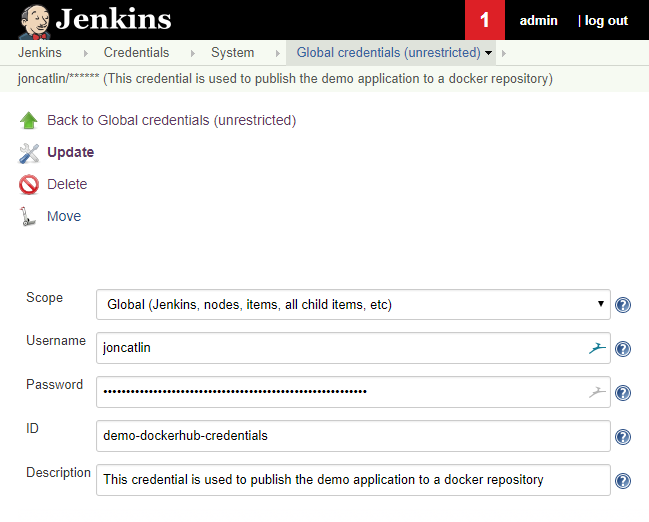 Jenkins 1 admin | log out
Jenkins Credentials System Global credentials (unrestricted)
joncatlin/****** (This credential is used to publish the demo application to a docker repository)
Back to Global credentials (unrestricted)
Update
Delete
Move
Scope Global (Jenkins, nodes, items, all child items, etc) ?
Username joncatlin ?
Password •••••••••••••••••••••••••••••••••••••••••••••••••••••••••• ?
ID demo-dockerhub-credentials ?
Description This credential is used to publish the demo application to a docker repository ?